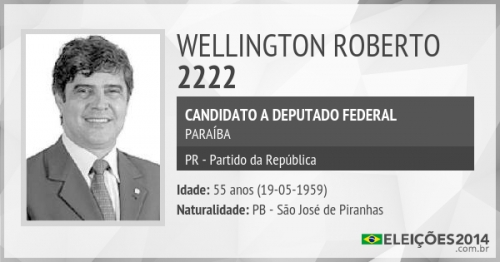 WELLINGTON ROBERTO
2222
CANDIDATO A DEPUTADO FEDERAL
PARAÍBA
PR - Partido da República
Idade: 55 anos (19-05-1959)
Naturalidade: PB - São José de Piranhas
ELEIÇÕES2014
.com.br